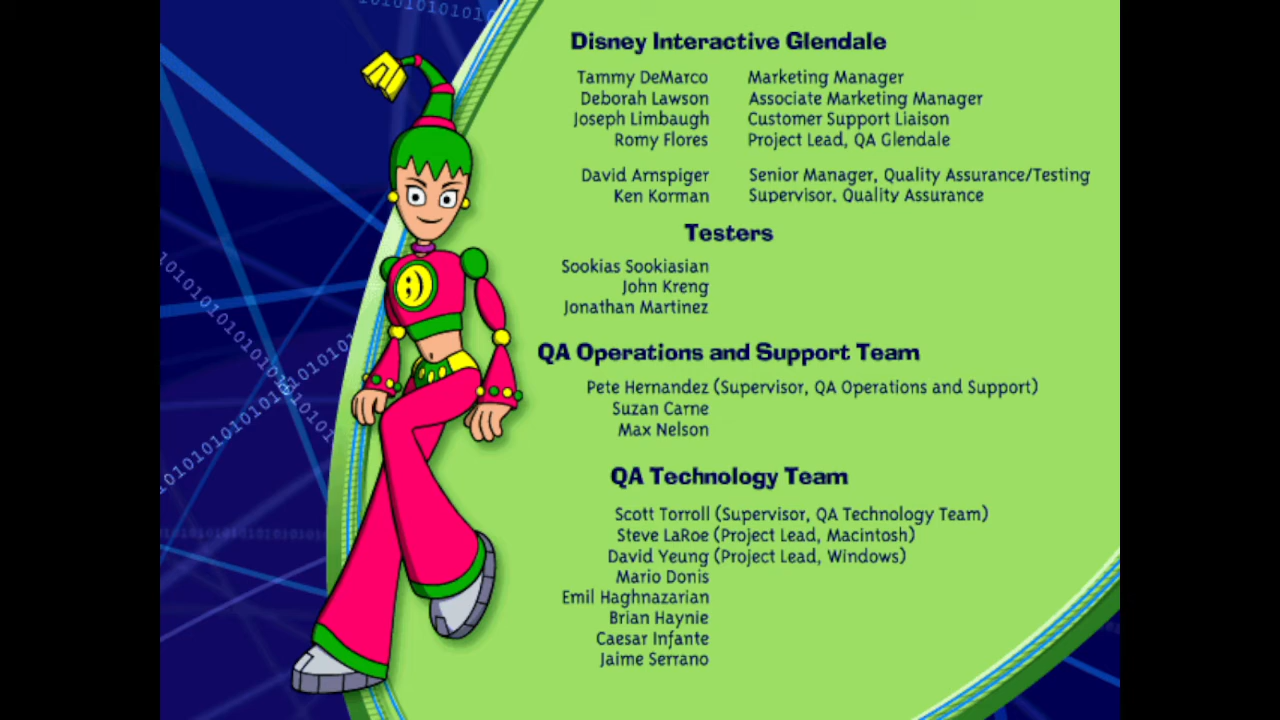 Disney Interactive Glendale
Tammy DeMarco Marketing Manager
Deborah Lawson Associate Marketing Manager
Joseph Limbaugh Customer Support Liaison
Romy Flores Project Lead, QA Glendale
David Arnspiger Senior Manager, Quality Assurance/Testing
Ken Korman Supervisor, Quality Assurance
Testers
Sookias Sookiasian
John Kreng
Jonathan Martinez
QA Operations and Support Team
Pete Hernandez (Supervisor, QA Operations and Support)
Suzan Carne
Max Nelson
QA Technology Team
Scott Torroll (Supervisor, QA Technology Team)
Steve LaRoe (Project Lead, Macintosh)
David Yeung (Project Lead, Windows)
Mario Donis
Emil Haghnazarian
Brian Haynie
Caesar Infante
Jaime Serrano